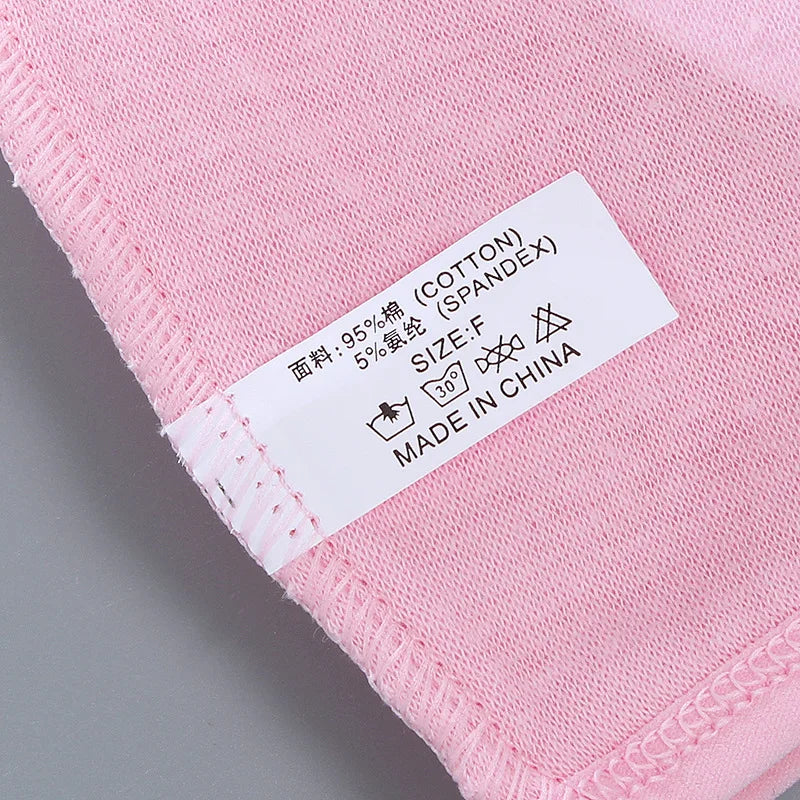 面料: 95%棉 (COTTON)
5%氨纶 (SPANDEX)
SIZE:F
30°
MADE IN CHINA